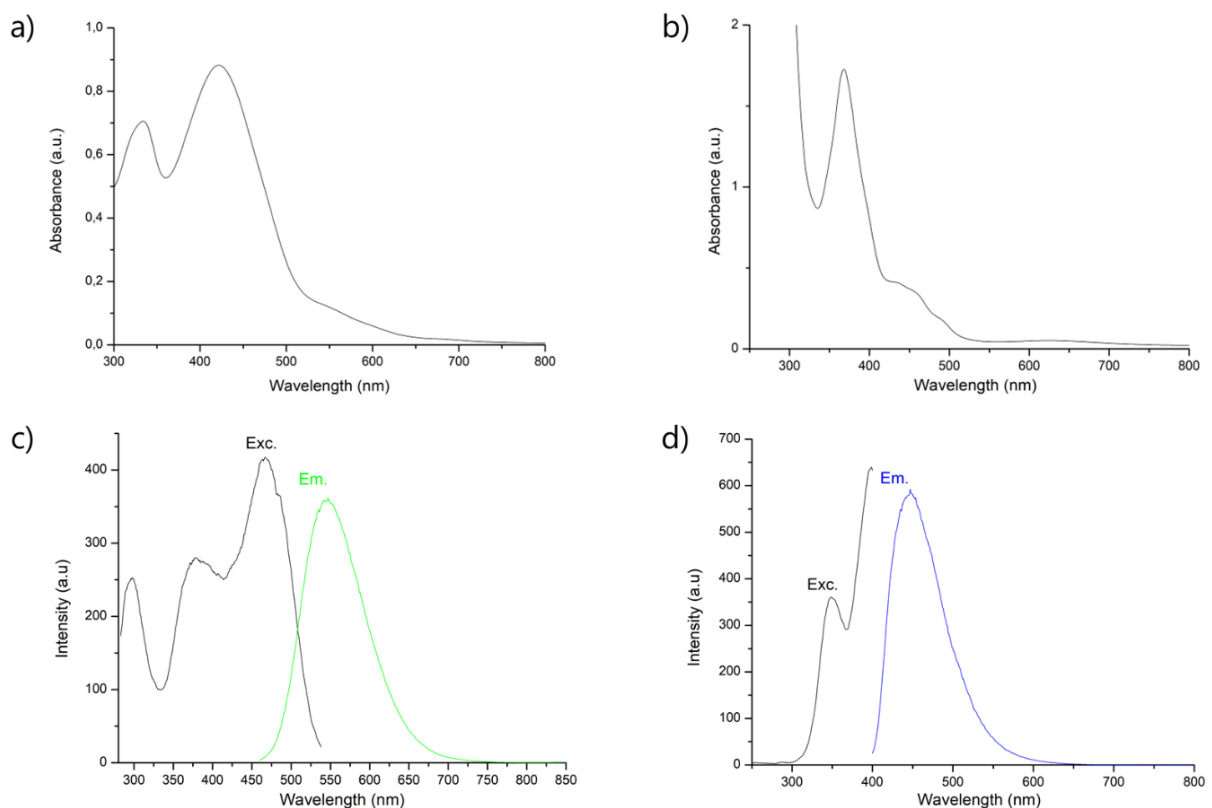 a)
1,0
0,8
0,6
0,4
0,2
0,0
Absorbance (a.u.)
300 400 500 600 700 800
Wavelength (nm)
b)
2
1
0
Absorbance (a.u.)
300 400 500 600 700 800
Wavelength (nm)
c)
400
300
200
100
0
Intensity (a.u)
Exc.
Em.
300 350 400 450 500 550 600 650 700 750 800 850
Wavelength (nm)
d)
700
600
500
400
300
200
100
0
Intensity (a.u)
Exc.
Em.
300 400 500 600 700 800
Wavelength (nm)